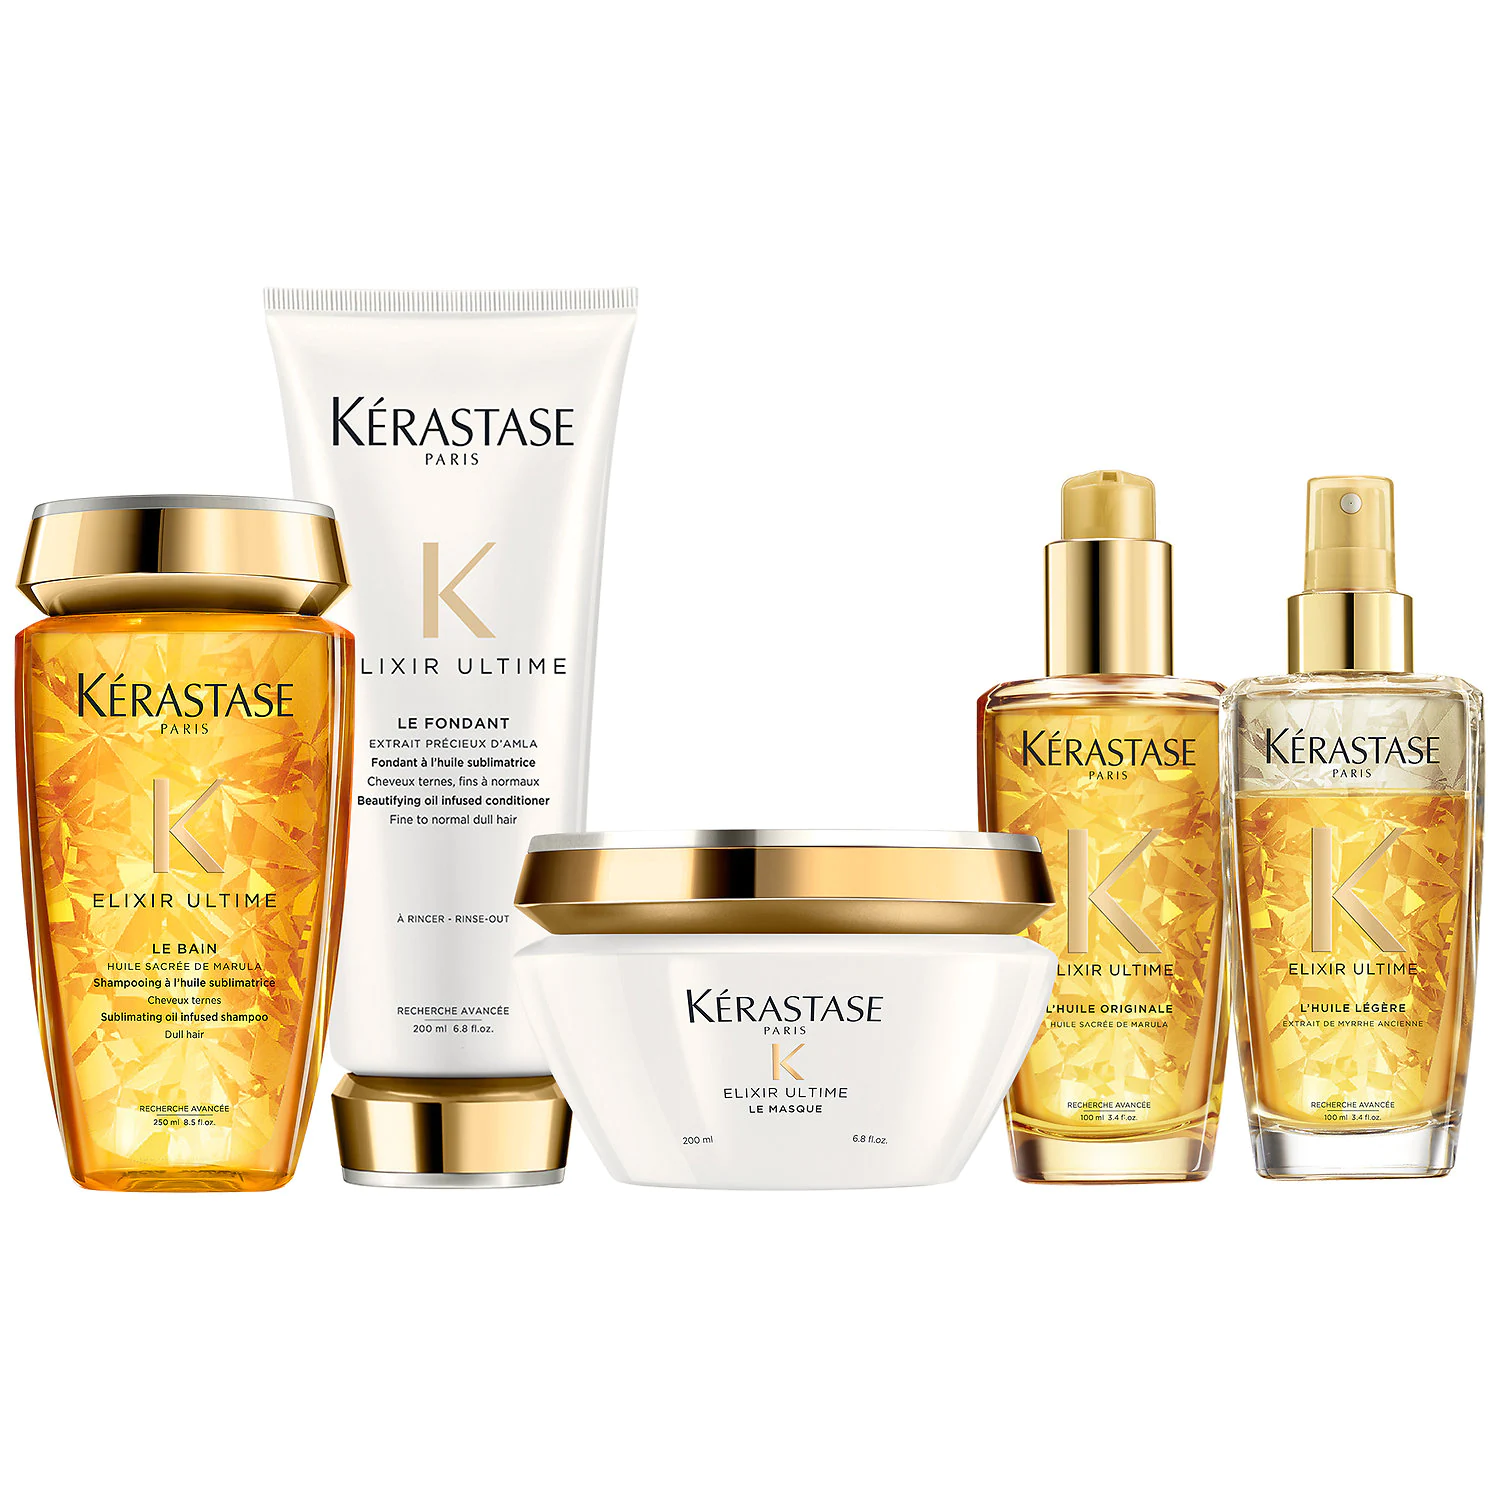 KÉRASTASE
PARIS
K
ELIXIR ULTIME
LE BAIN
HUILE SACRÉE DE MARULA
Shampooing à l'huile sublimatrice
Cheveux ternes
Sublimating oil infused shampoo
Dull hair
RECHERCHE AVANCÉE
250 ml 8.5 fl.oz.
KÉRASTASE
PARIS
K
LIXIR ULTIME
LE FONDANT
EXTRAIT PRÉCIEUX D'AMLA
Fondant à l'huile sublimatrice
Cheveux ternes, fins à normaux
Beautifying oil infused conditioner
Fine to normal dull hair
À RINCER - RINSE-OUT
RECHERCHE AVANCÉE
200 ml 6.8 fl.oz.
KÉRASTASE
PARIS
K
ELIXIR ULTIME
LE MASQUE
200 ml 6.8 fl.oz.
KÉRASTASE
PARIS
K
LIXIR ULTIME
L'HUILE ORIGINALE
HUILE SACRÉE DE MARULA
RECHERCHE AVANCÉE
100 ml 3.4 fl.oz.
KÉRASTASE
PARIS
K
ELIXIR ULTIME
L'HUILE LÉGÈRE
EXTRAIT DE MYRRHE ANCIENNE
RECHERCHE AVANCÉE
100 ml 3.4 fl.oz.